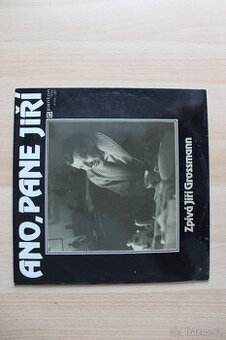 ANO, PANE JIŘÍ
panton
Zpívá Jiří Grossmann